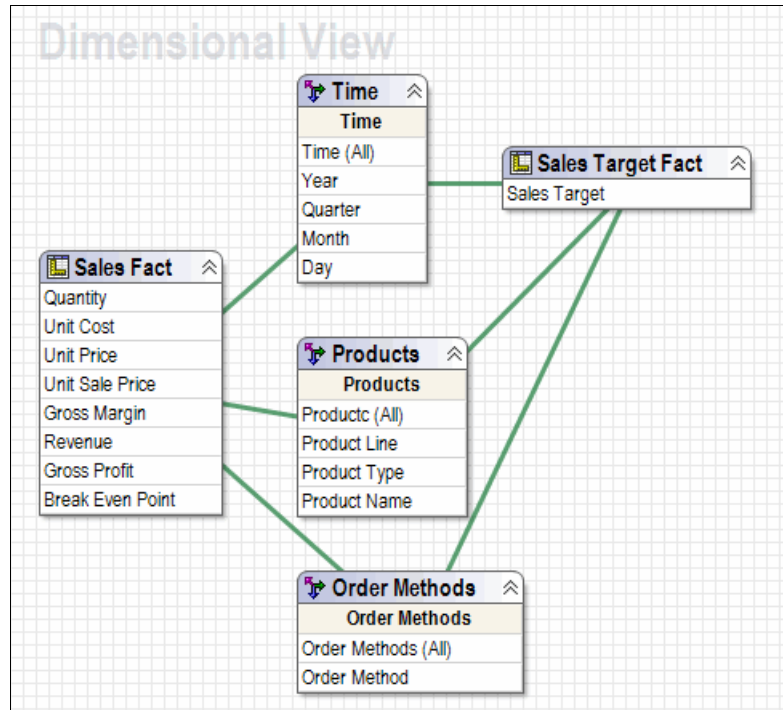 Dimensional View
Time
Time
Time (All)
Year
Quarter
Month
Day
Sales Target Fact
Sales Target
Sales Fact
Quantity
Unit Cost
Unit Price
Unit Sale Price
Gross Margin
Revenue
Gross Profit
Break Even Point
Products
Products
Productc (All)
Product Line
Product Type
Product Name
Order Methods
Order Methods
Order Methods (All)
Order Method